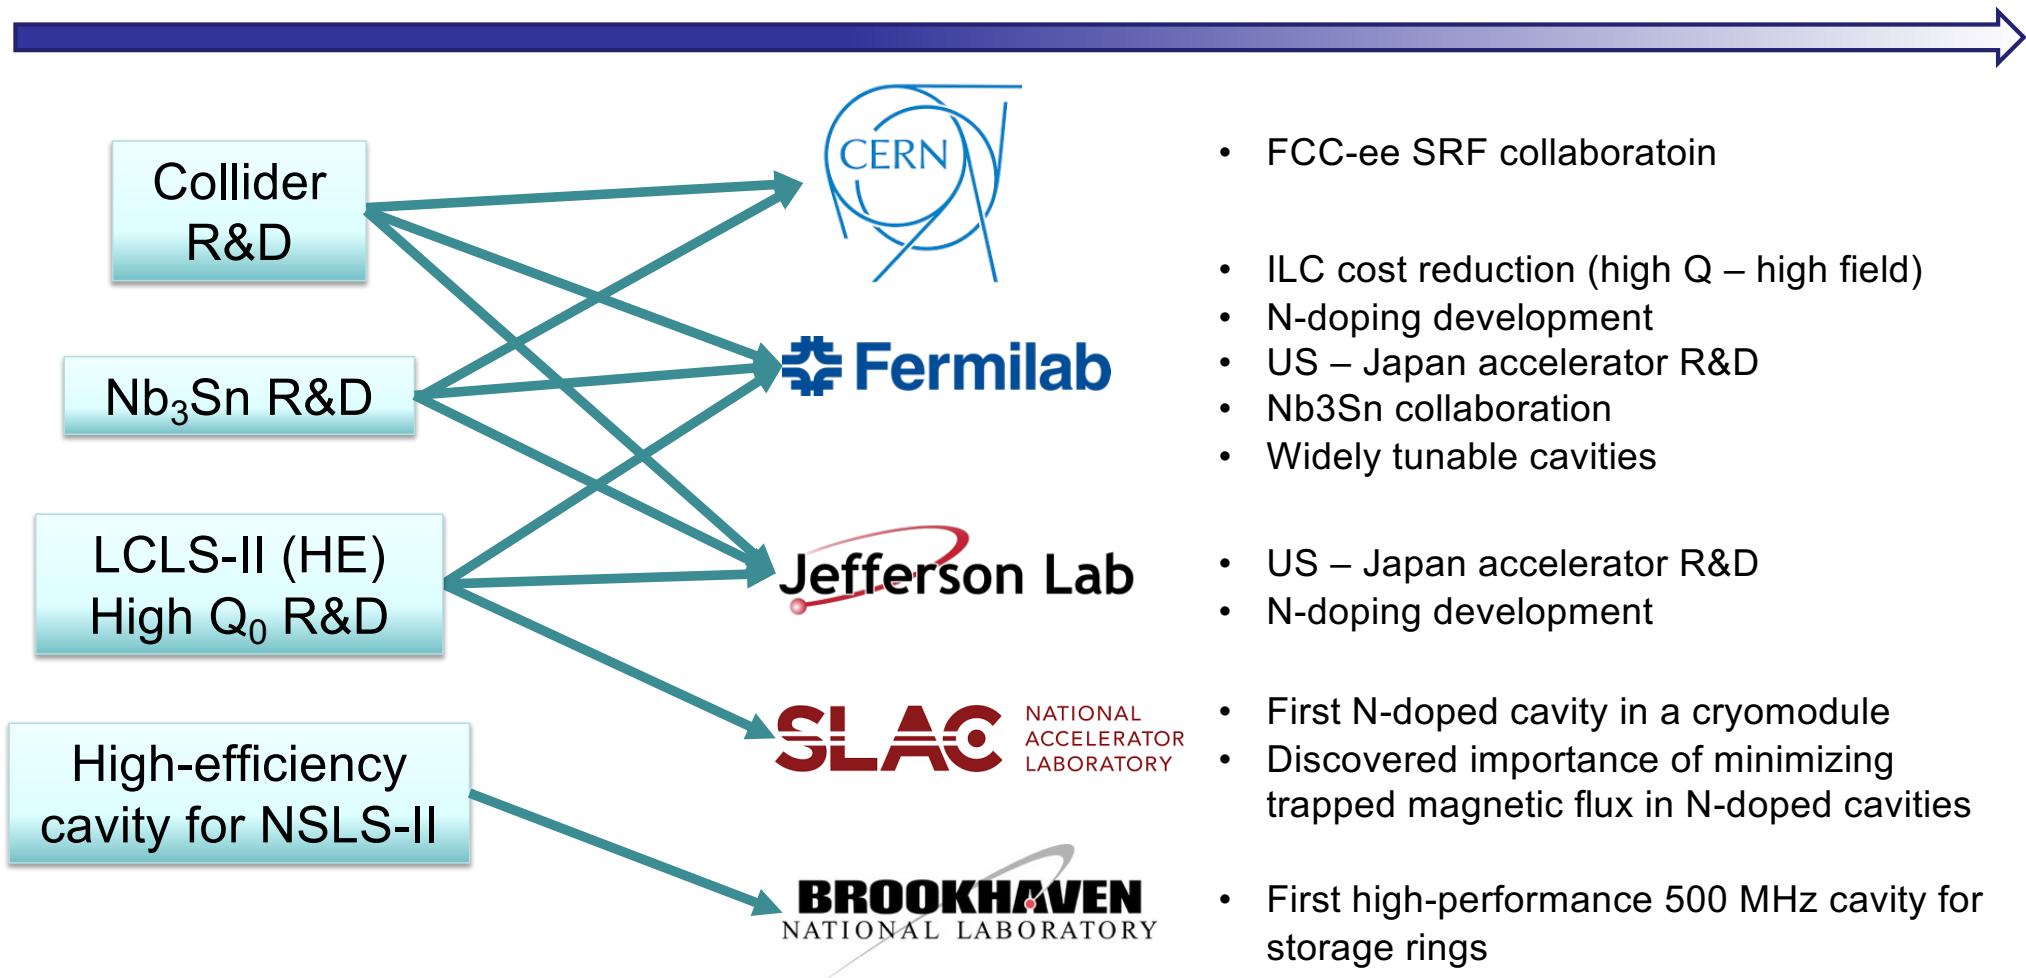 Collider
R&D
Nb₃Sn R&D
LCLS-II (HE)
High Q₀ R&D
High-efficiency
cavity for NSLS-II
CERN
Fermilab
Jefferson Lab
SLAC NATIONAL
ACCELERATOR
LABORATORY
BROOKHAVEN
NATIONAL LABORATORY
• FCC-ee SRF collaboratoin
• ILC cost reduction (high Q – high field)
• N-doping development
• US – Japan accelerator R&D
• Nb3Sn collaboration
• Widely tunable cavities
• US – Japan accelerator R&D
• N-doping development
• First N-doped cavity in a cryomodule
• Discovered importance of minimizing
trapped magnetic flux in N-doped cavities
• First high-performance 500 MHz cavity for
storage rings